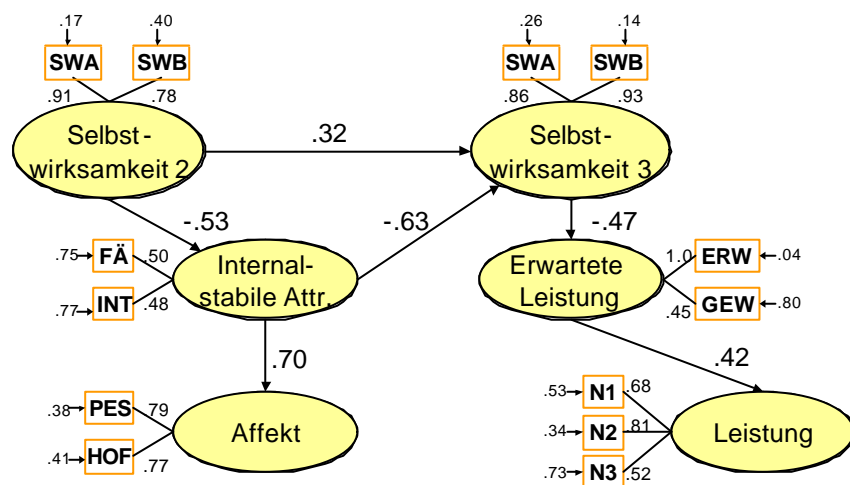 .17
.40
.26
.14
SWA
SWB
SWA
SWB
.91
.78
.86
.93
Selbst-
wirksamkeit 2
.32
Selbst-
wirksamkeit 3
-.53
-.63
-.47
.75
FÄ
.50
.77
INT
.48
Internal-
stabile Attr.
Erwartete
Leistung
1.0
ERW
.04
.45
GEW
.80
.70
.42
.38
PES
.79
.41
HOF
.77
Affekt
.53
N1
.68
.34
N2
.81
.73
N3
.52
Leistung